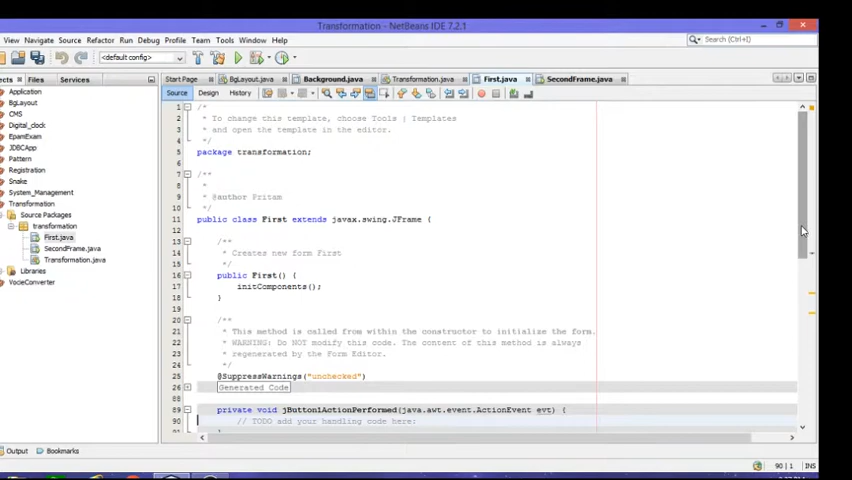 Transformation - NetBeans IDE 7.2.1
View Navigate Source Refactor Run Debug Profile Team Tools Window Help
Search (Ctrl+I)
<default config>
Files Services
Start Page BgLayout.java Background.java Transformation.java First.java SecondFrame.java
Source Design History
Application
BgLayout
CMS
Digital_clock
EpamExam
JDBCApp
Pattern
Registration
Snake
System_Management
Transformation
Source Packages
transformation
First.java
SecondFrame.java
Transformation.java
Libraries
VocieConverter
1 /*
2 * To change this template, choose Tools | Templates
3 * and open the template in the editor.
4 */
5 package transformation;
6
7 /**
8 *
9 * @author Pritam
10 */
11 public class First extends javax.swing.JFrame {
12
13 /**
14 * Creates new form First
15 */
16 public First() {
17 initComponents();
18 }
19
20 /**
21 * This method is called from within the constructor to initialize the form.
22 * WARNING: Do NOT modify this code. The content of this method is always
23 * regenerated by the Form Editor.
24 */
25 @SuppressWarnings("unchecked")
26 Generated Code
88
89 private void jButton1ActionPerformed(java.awt.event.ActionEvent evt) {
90 // TODO add your handling code here:
Output Bookmarks
90 | 1 INS